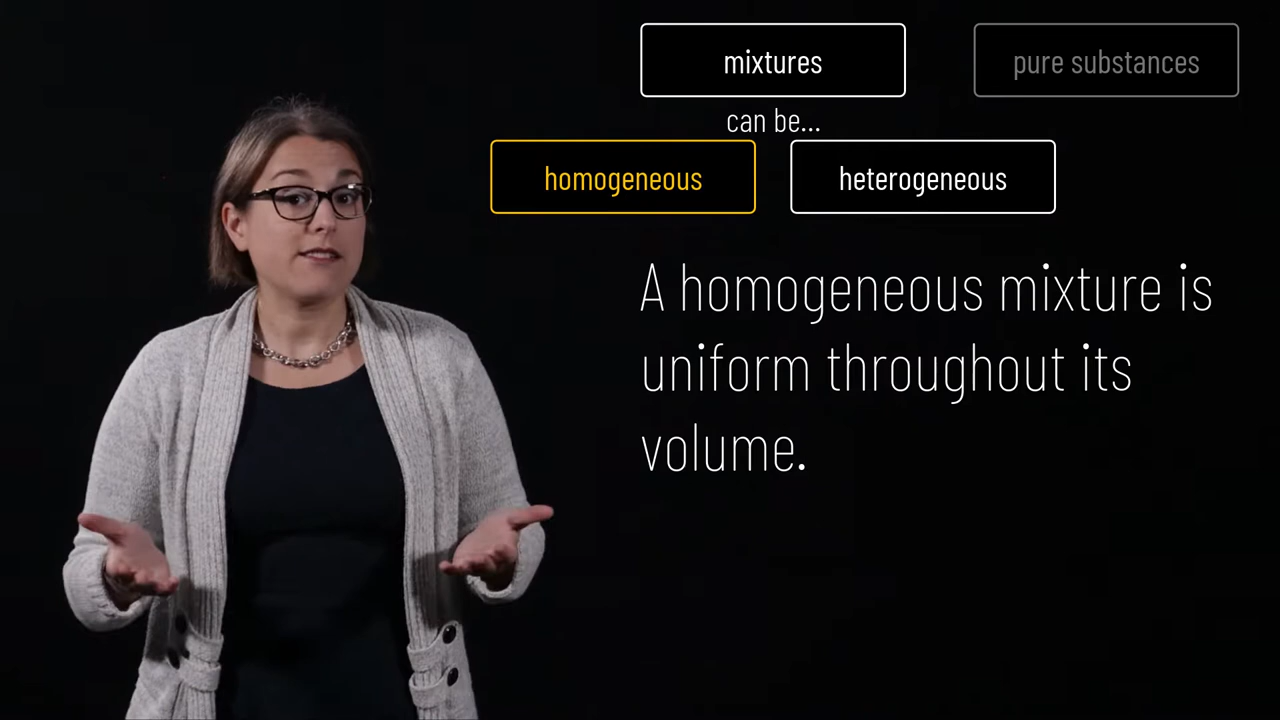 mixtures
pure substances
can be...
homogeneous
heterogeneous
A homogeneous mixture is
uniform throughout its
volume.